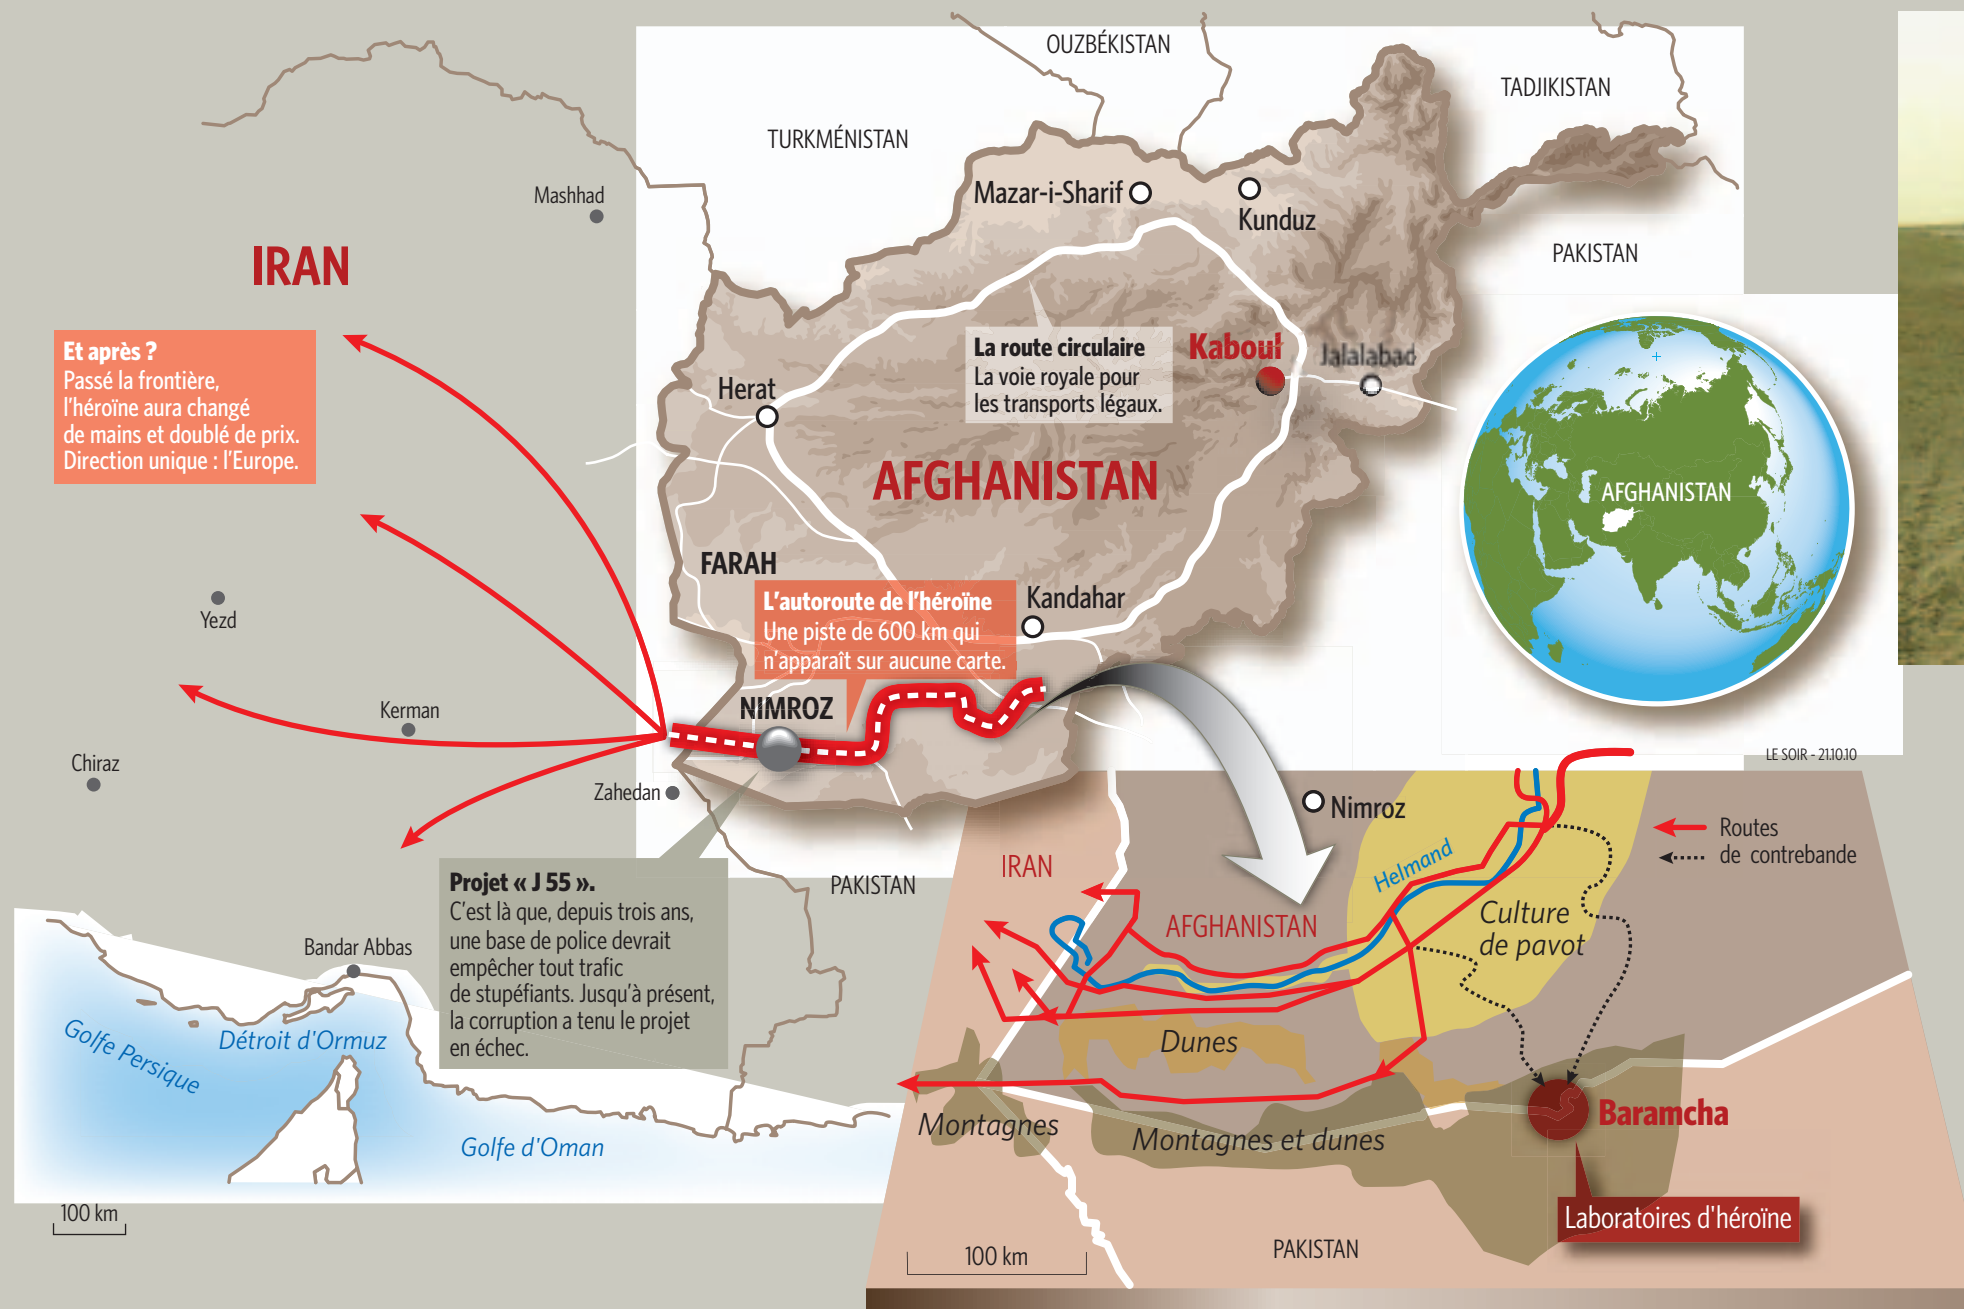 OUZBÉKISTAN
TADJIKISTAN
TURKMÉNISTAN
Mashhad
Mazar-i-Sharif
Kunduz
PAKISTAN
IRAN
Et après ?
Passé la frontière,
l'héroïne aura changé
de mains et doublé de prix.
Direction unique : l'Europe.
La route circulaire
La voie royale pour
les transports légaux.
Kaboul
Jalalabad
Herat
AFGHANISTAN
AFGHANISTAN
FARAH
L'autoroute de l'héroïne
Une piste de 600 km qui
n'apparaît sur aucune carte.
Kandahar
Yezd
Kerman
NIMROZ
Chiraz
Zahedan
LE SOIR - 21.10.10
Projet « J 55 ».
C'est là que, depuis trois ans,
une base de police devrait
empêcher tout trafic
de stupéfiants. Jusqu'à présent,
la corruption a tenu le projet
en échec.
PAKISTAN
Bandar Abbas
Golfe Persique
Détroit d'Ormuz
Golfe d'Oman
100 km
Nimroz
Routes
de contrebande
IRAN
Helmand
AFGHANISTAN
Culture
de pavot
Dunes
Montagnes
Montagnes et dunes
Baramcha
Laboratoires d'héroïne
PAKISTAN
100 km